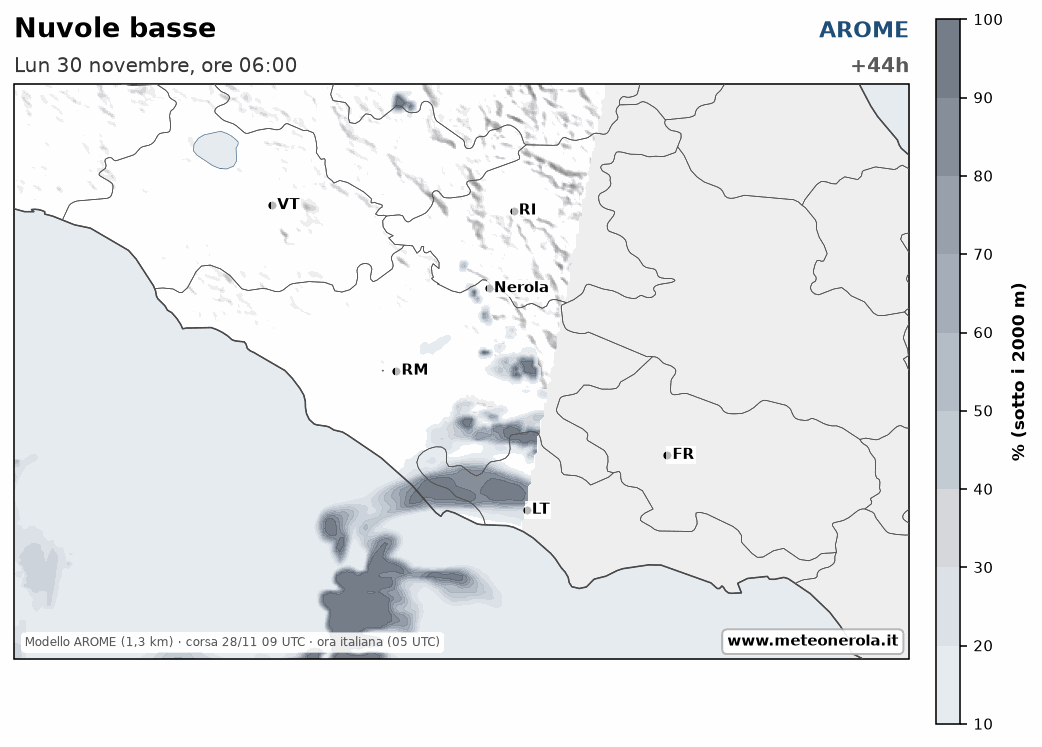 Nuvole basse
AROME
Lun 30 novembre, ore 06:00
+44h
100
90
80
70
60
50
40
30
20
10
% (sotto i 2000 m)
VT
RI
Nerola
RM
FR
LT
Modello AROME (1,3 km) · corsa 28/11 09 UTC · ora italiana (05 UTC)
www.meteonerola.it